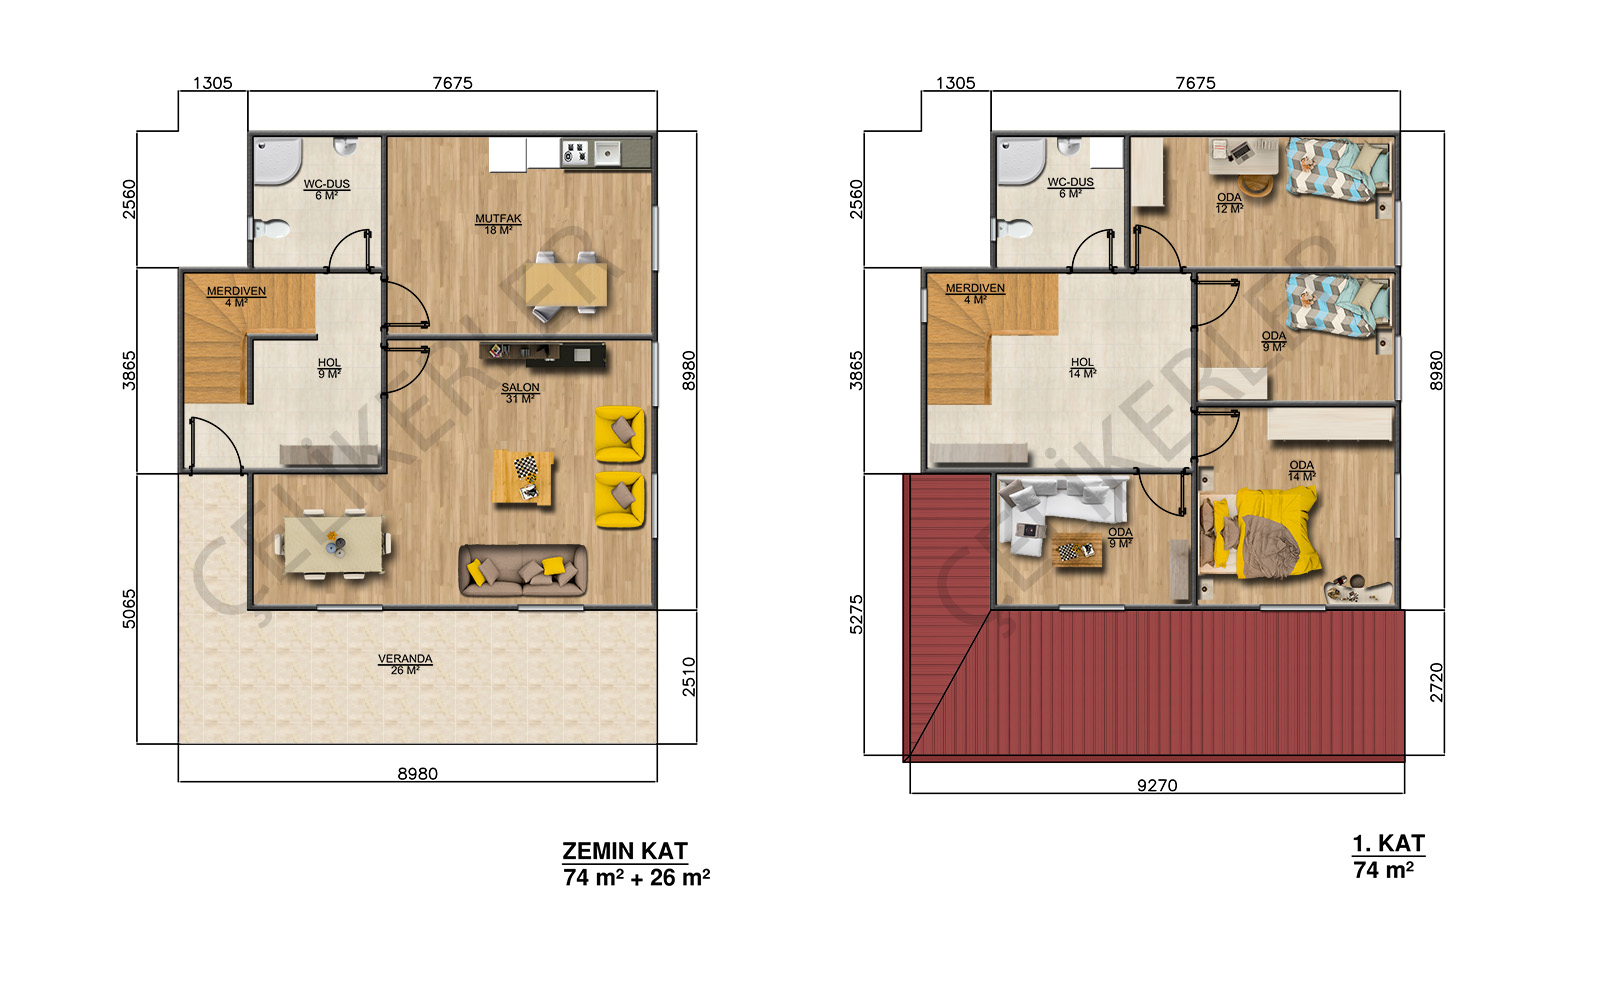 1305
7675
2560
3865
5065
8980
2510
8980
WC-DUS
6 M²
MUTFAK
18 M²
MERDIVEN
4 M²
HOL
9 M²
SALON
31 M²
VERANDA
26 M²
ÇELİKERLER
ZEMIN KAT
74 m² + 26 m²
1305
7675
2560
3865
5275
8980
2720
9270
WC-DUS
6 M²
ODA
12 M²
MERDIVEN
4 M²
HOL
14 M²
ODA
9 M²
ODA
14 M²
ODA
9 M²
ÇELİKERLER
1. KAT
74 m²